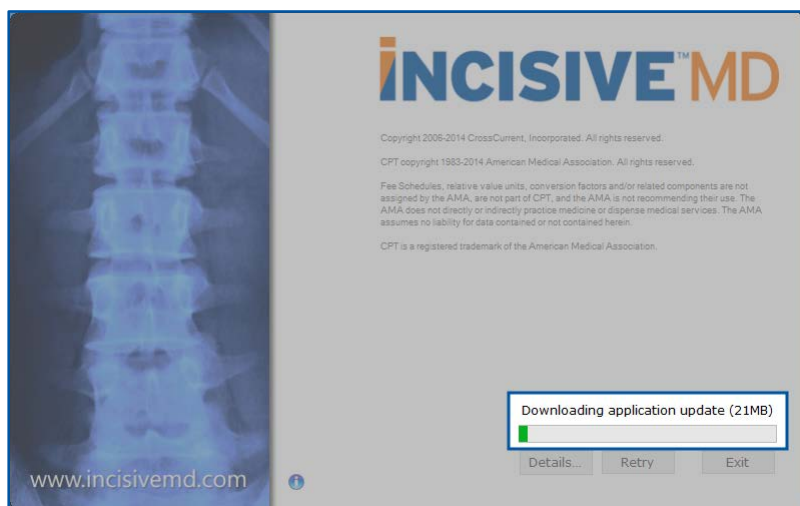 INCISIVE™MD
Copyright 2006-2014 CrossCurrent, Incorporated. All rights reserved.
CPT copyright 1983-2014 American Medical Association. All rights reserved.
Fee Schedules, relative value units, conversion factors and/or related components are not
assigned by the AMA, are not part of CPT, and the AMA is not recommending their use. The
AMA does not directly or indirectly practice medicine or dispense medical services. The AMA
assumes no liability for data contained or not contained herein.
CPT is a registered trademark of the American Medical Association.
Downloading application update (21MB)
Details... Retry Exit
www.incisivemd.com